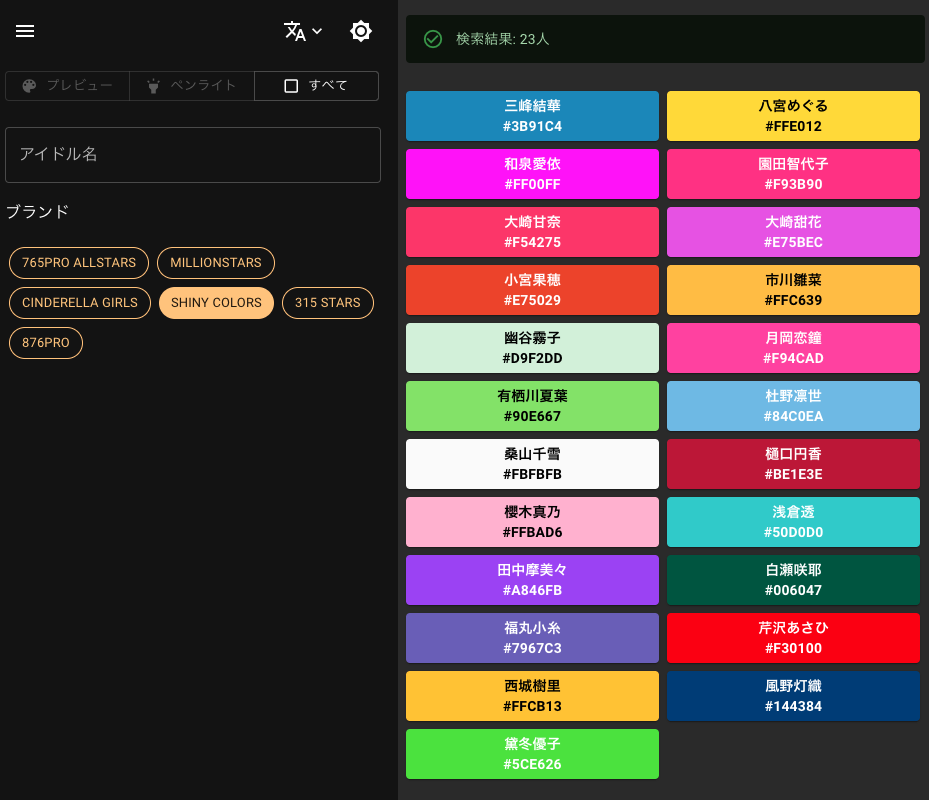 プレビュー
ペンライト
すべて
アイドル名
ブランド
765PRO ALLSTARS
MILLIONSTARS
CINDERELLA GIRLS
SHINY COLORS
315 STARS
876PRO
検索結果: 23人
三峰結華
#3B91C4
八宮めぐる
#FFE012
和泉愛依
#FF00FF
園田智代子
#F93B90
大崎甘奈
#F54275
大崎甜花
#E75BEC
小宮果穂
#E75029
市川雛菜
#FFC639
幽谷霧子
#D9F2DD
月岡恋鐘
#F94CAD
有栖川夏葉
#90E667
杜野凛世
#84C0EA
桑山千雪
#FBFBFB
樋口円香
#BE1E3E
櫻木真乃
#FFBAD6
浅倉透
#50D0D0
田中摩美々
#A846FB
白瀬咲耶
#006047
福丸小糸
#7967C3
芹沢あさひ
#F30100
西城樹里
#FFCB13
風野灯織
#144384
黛冬優子
#5CE626